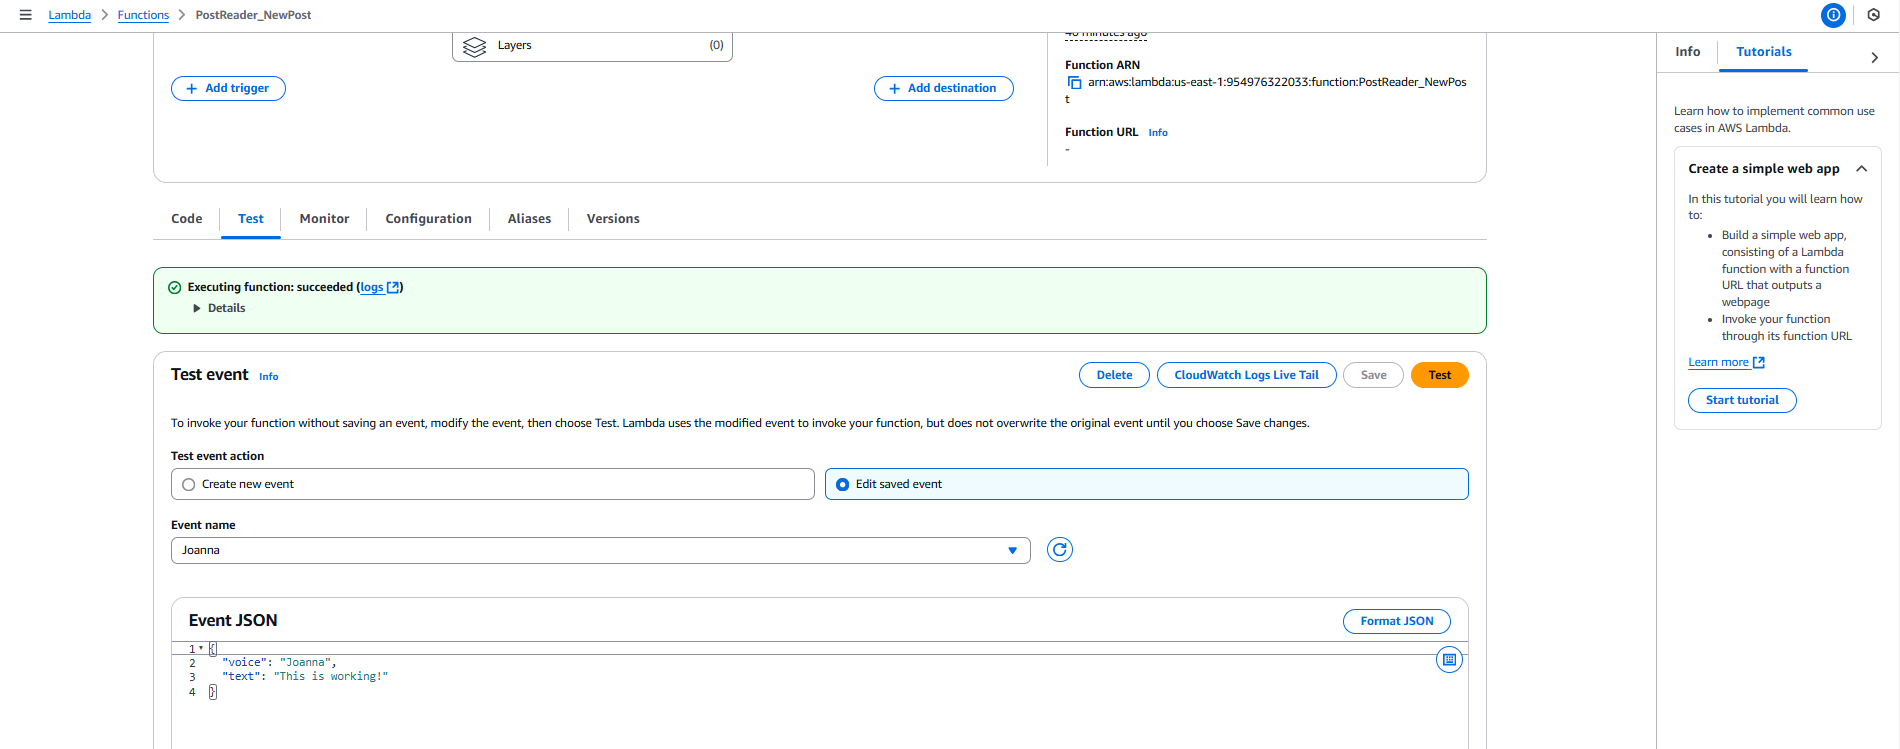 Lambda > Functions > PostReader_NewPost
Layers (0)
40 minutes ago
Add trigger
Add destination
Function ARN
arn:aws:lambda:us-east-1:954976322033:function:PostReader_NewPos
t
Function URL Info
-
Code Test Monitor Configuration Aliases Versions
Executing function: succeeded (logs)
Details
Test event Info
Delete CloudWatch Logs Live Tail Save Test
To invoke your function without saving an event, modify the event, then choose Test. Lambda uses the modified event to invoke your function, but does not overwrite the original event until you choose Save changes.
Test event action
Create new event
Edit saved event
Event name
Joanna
Event JSON
Format JSON
1 {
2 "voice": "Joanna",
3 "text": "This is working!"
4 }
Info Tutorials
Learn how to implement common use
cases in AWS Lambda.
Create a simple web app
In this tutorial you will learn how
to:
• Build a simple web app,
consisting of a Lambda
function with a function
URL that outputs a
webpage
• Invoke your function
through its function URL
Learn more
Start tutorial